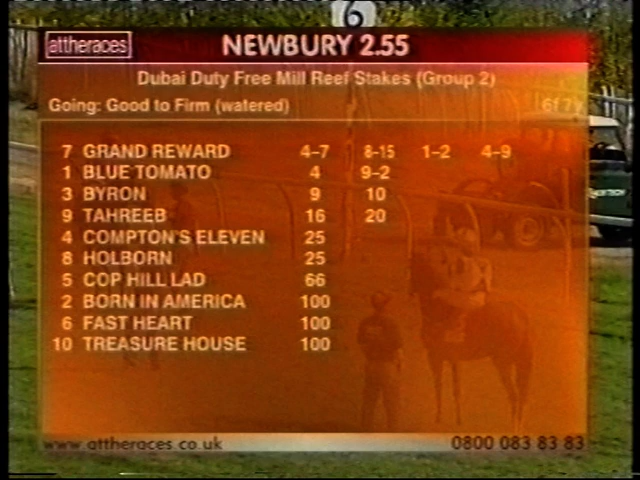 6
attheraces NEWBURY 2.55
Dubai Duty Free Mill Reef Stakes (Group 2)
Going: Good to Firm (watered) 6f 7y
7 GRAND REWARD 4-7 8-15 1-2 4-9
1 BLUE TOMATO 4 9-2
3 BYRON 9 10
9 TAHREEB 16 20
4 COMPTON'S ELEVEN 25
8 HOLBORN 25
5 COP HILL LAD 66
2 BORN IN AMERICA 100
6 FAST HEART 100
10 TREASURE HOUSE 100
www.attheraces.co.uk 0800 083 83 83